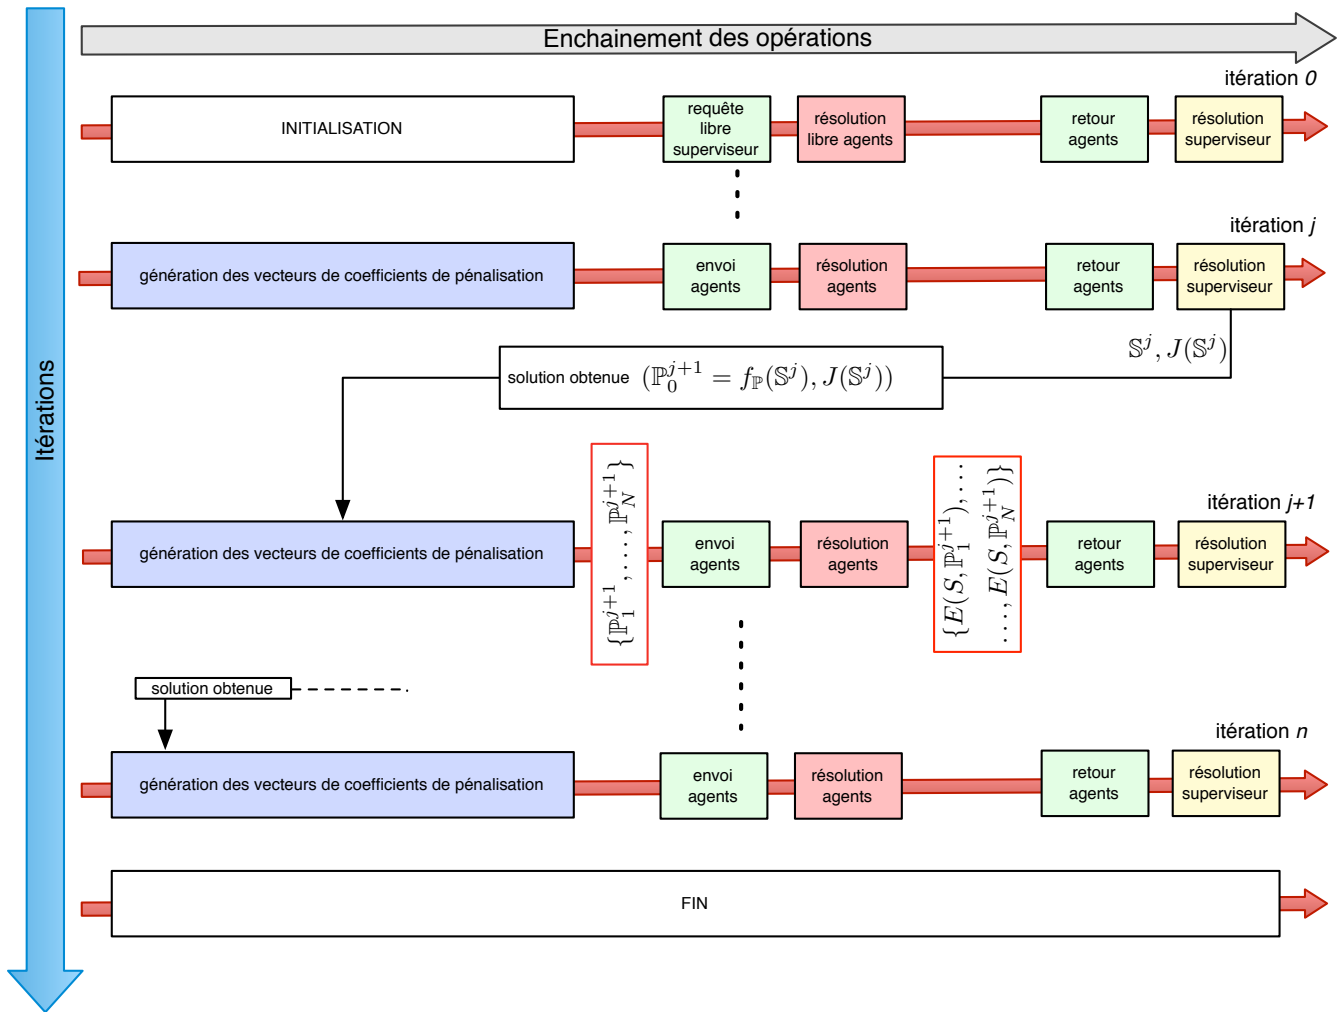 Enchainement des opérations
Itérations
itération 0
INITIALISATION
requête
libre
superviseur
résolution
libre agents
retour
agents
résolution
superviseur
itération j
génération des vecteurs de coefficients de pénalisation
envoi
agents
résolution
agents
retour
agents
résolution
superviseur
𝕊^j, J(𝕊^j)
solution obtenue (ℙ_0^{j+1} = f_ℙ(𝕊^j), J(𝕊^j))
itération j+1
génération des vecteurs de coefficients de pénalisation
{ℙ_1^{j+1}, ..., ℙ_N^{j+1}}
envoi
agents
résolution
agents
{E(S, ℙ_1^{j+1}), ...
..., E(S, ℙ_N^{j+1})}
retour
agents
résolution
superviseur
solution obtenue
itération n
génération des vecteurs de coefficients de pénalisation
envoi
agents
résolution
agents
retour
agents
résolution
superviseur
FIN